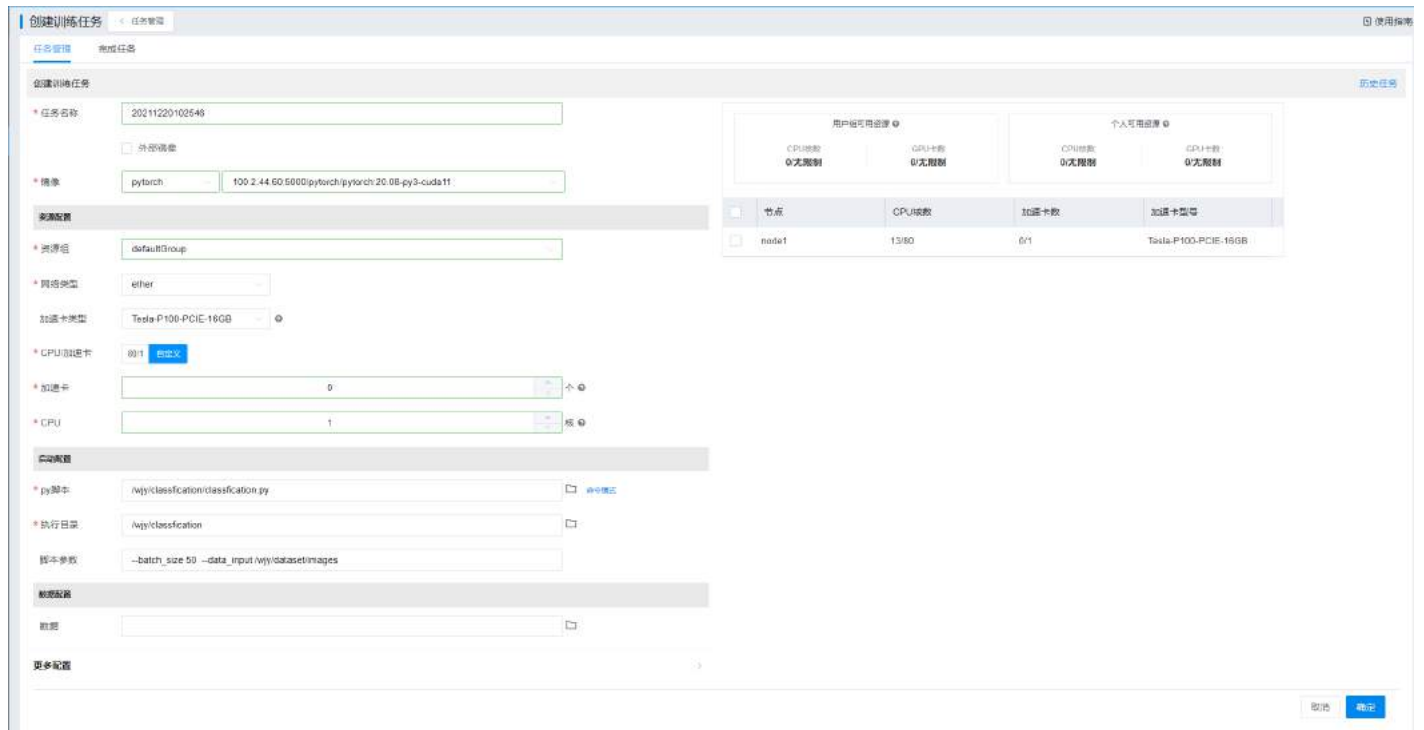 创建训练任务 < 任务管理 使用指南
任务管理 完成任务
创建训练任务 历史任务
* 任务名称 20211220102546
外部镜像
* 镜像 pytorch 100.2.44.60:5000/pytorch/pytorch:20.08-py3-cuda11
资源配置
* 资源组 defaultGroup
* 网络类型 ether
加速卡类型 Tesla-P100-PCIE-16GB
* CPU/加速卡 80/1 自定义
* 加速卡 0 个
* CPU 1 核
启动配置
* py脚本 /wjy/classfication/classfication.py 命令模式
* 执行目录 /wjy/classfication
脚本参数 --batch_size 50 --data_input /wjy/dataset/images
数据配置
数据
更多配置
用户组可用资源 个人可用资源
CPU核数 GPU卡数 CPU核数 GPU卡数
0/无限制 0/无限制 0/无限制 0/无限制
节点 CPU核数 加速卡数 加速卡型号
node1 13/80 0/1 Tesla-P100-PCIE-16GB
取消 确定